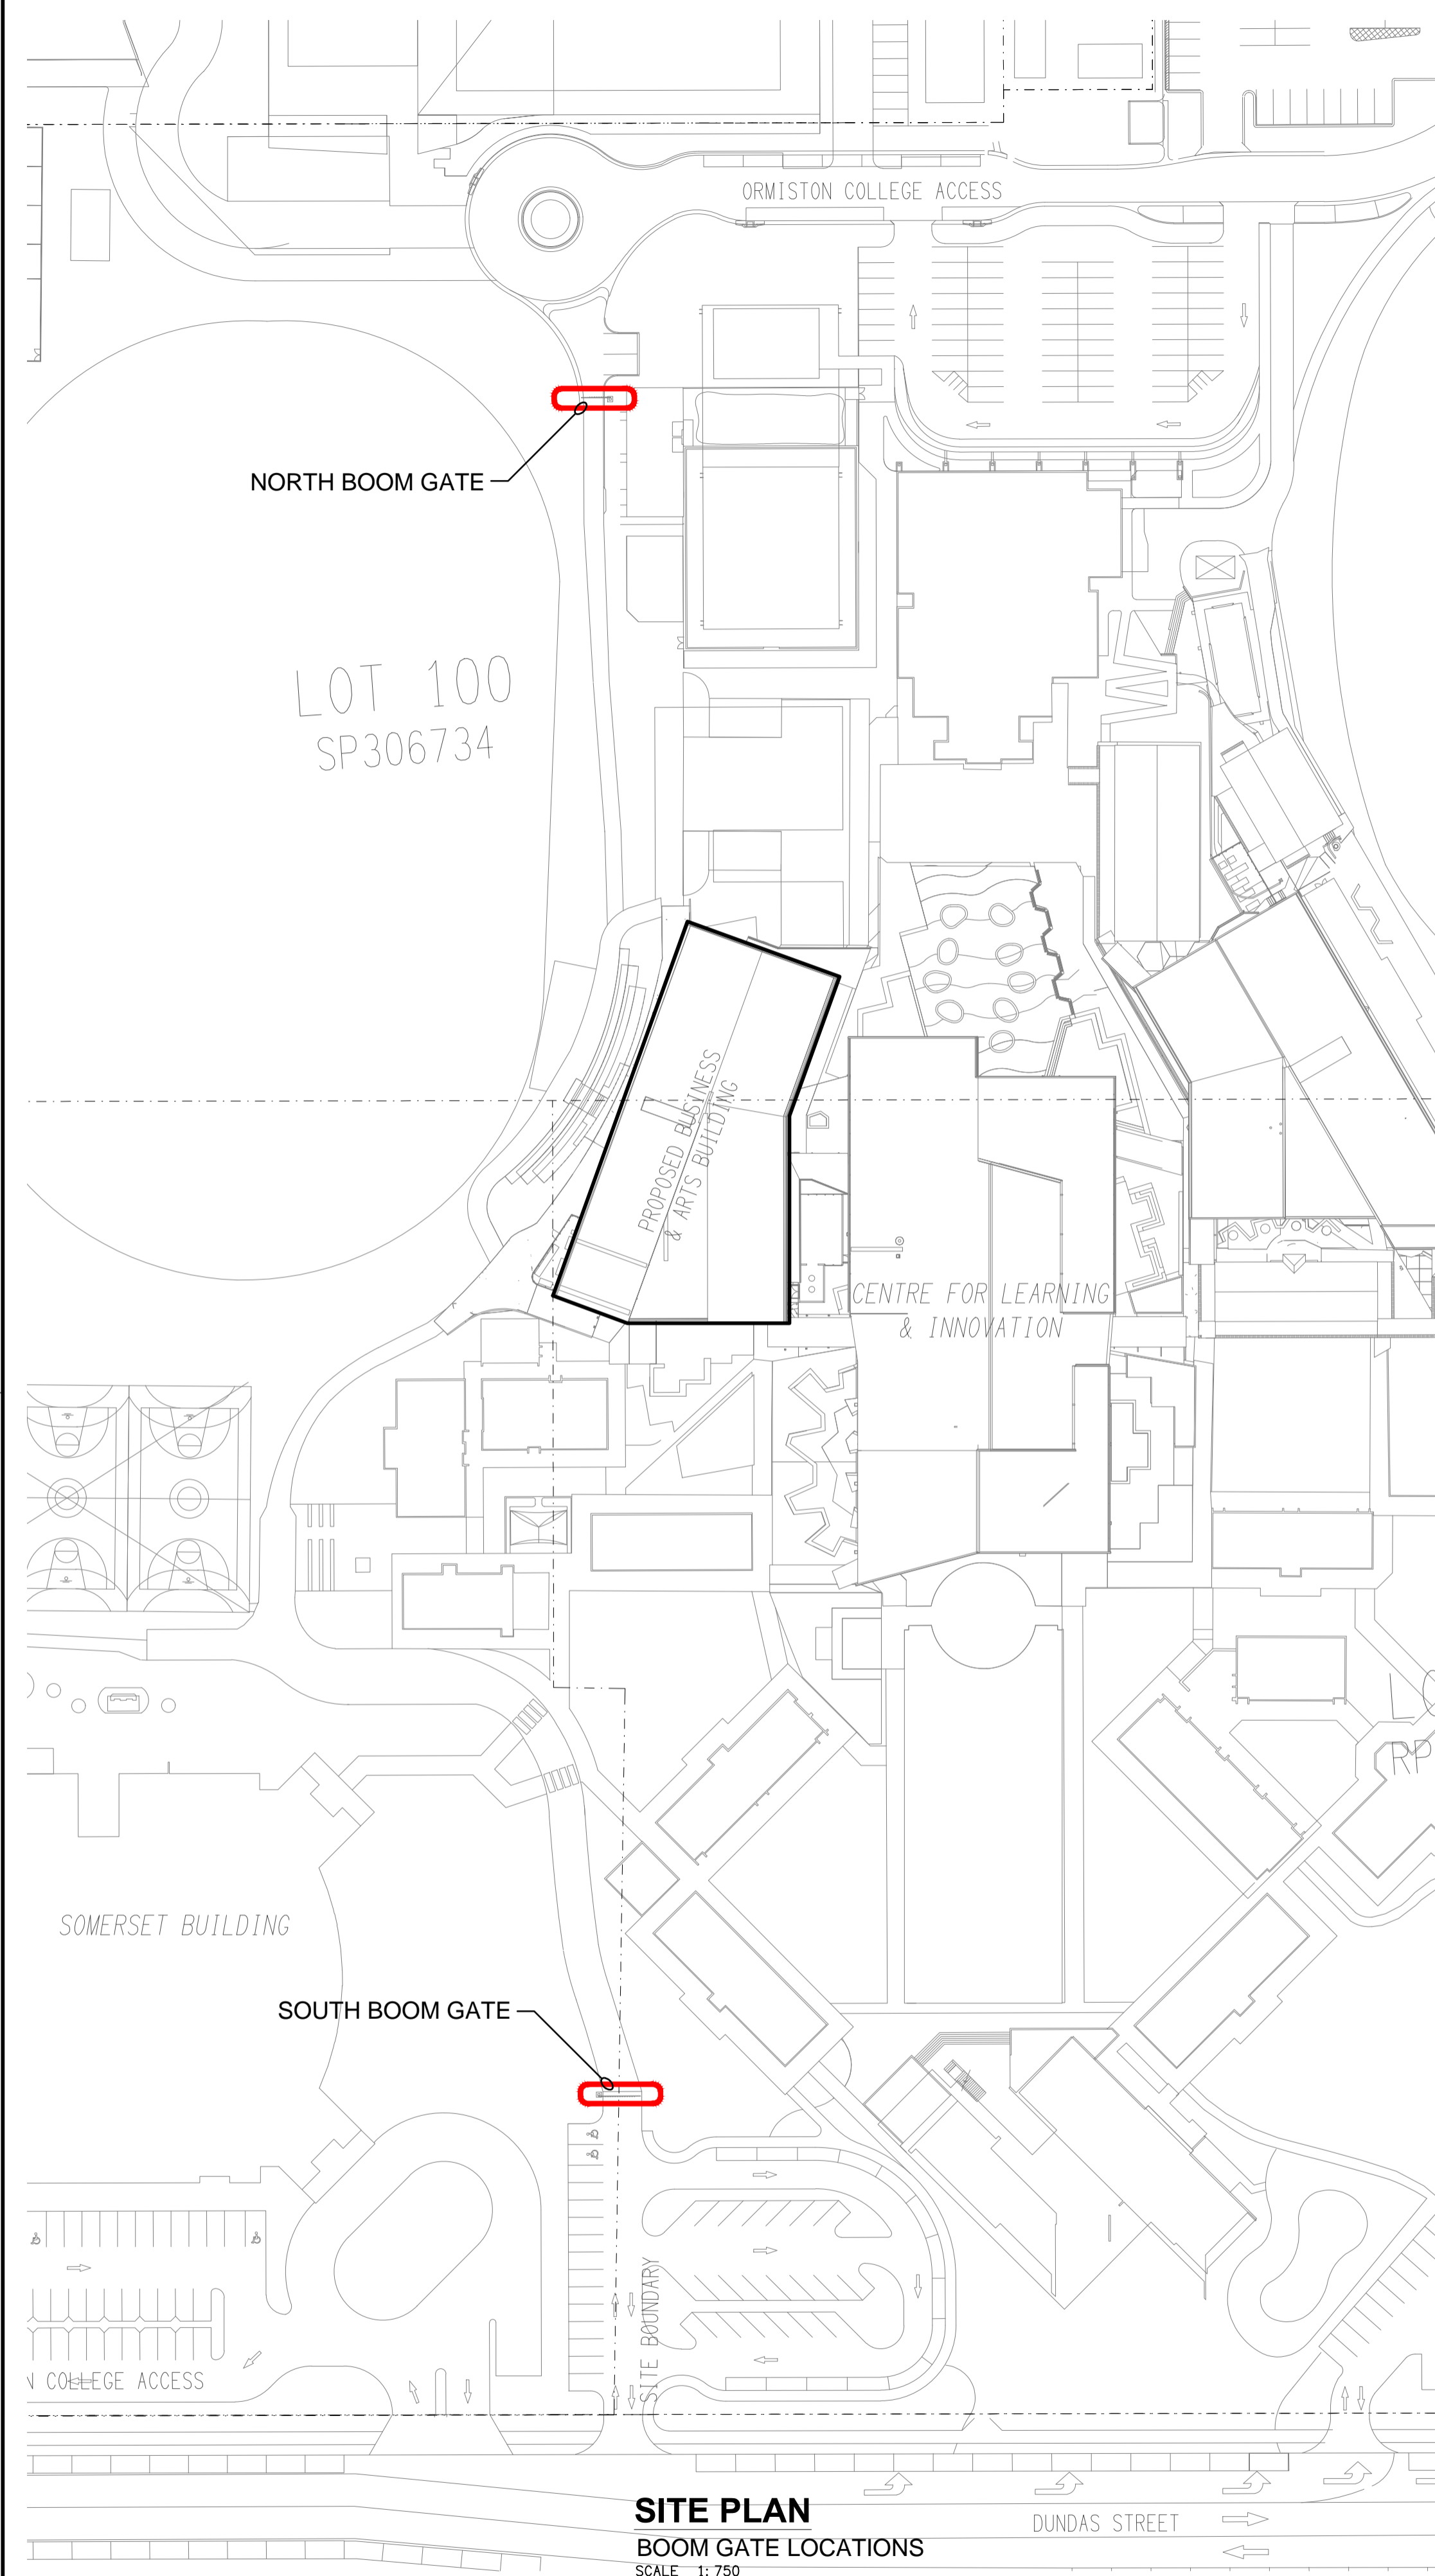 ORMISTON COLLEGE ACCESS
NORTH BOOM GATE
LOT 100
SP306734
PROPOSED BUSINESS
& ARTS BUILDING
CENTRE FOR LEARNING
& INNOVATION
RP
SOMERSET BUILDING
SOUTH BOOM GATE
SITE BOUNDARY
N COLLEGE ACCESS
SITE PLAN
BOOM GATE LOCATIONS
SCALE 1:750
DUNDAS STREET